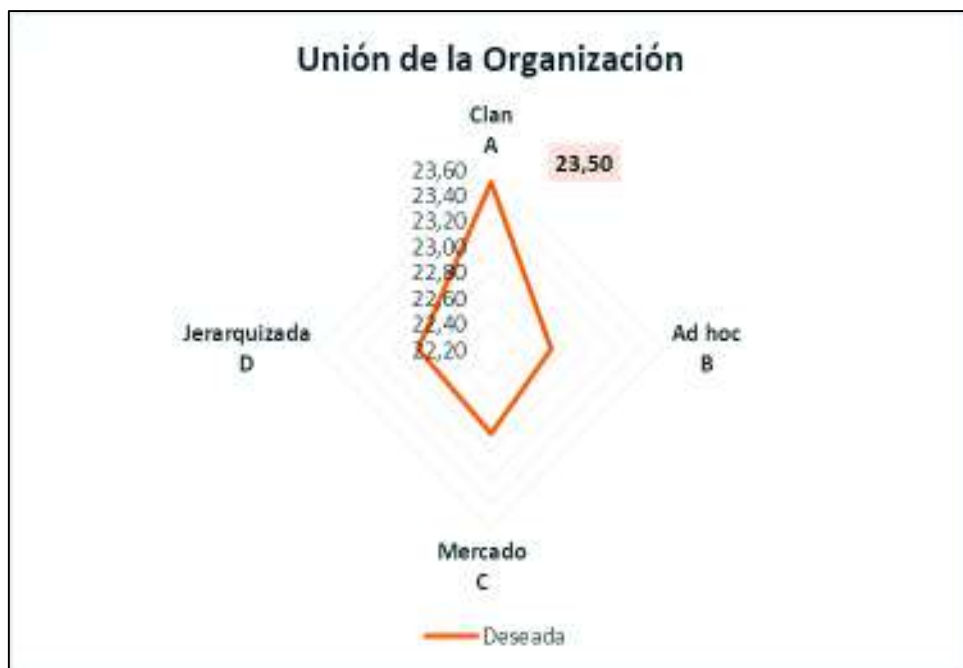 Unión de la Organización
Clan
A
23,50
23,60
23,40
23,20
23,00
22,80
22,60
22,40
22,20
Jerarquizada
D
Ad hoc
B
Mercado
C
Deseada